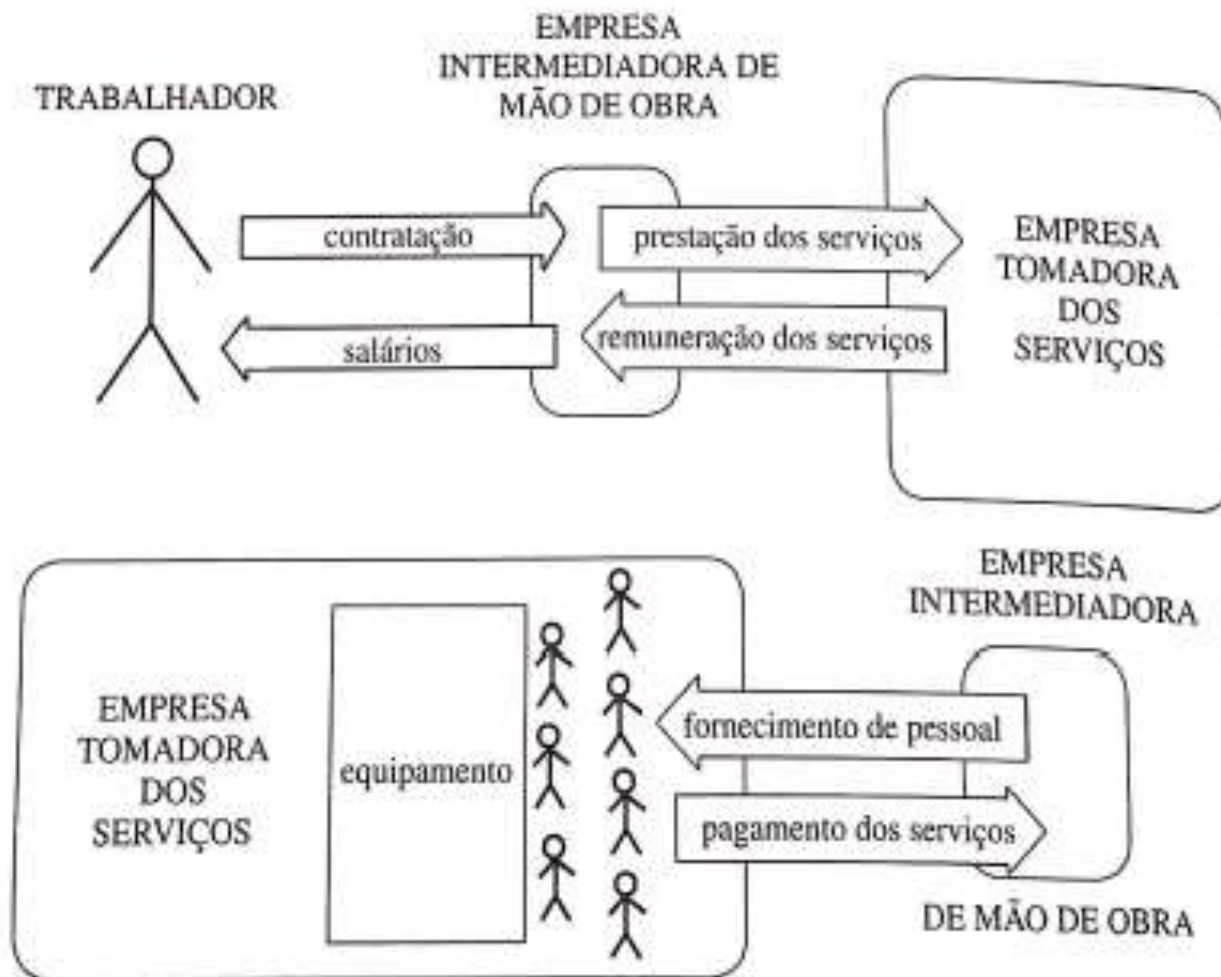 TRABALHADOR
EMPRESA
INTERMEDIADORA DE
MÃO DE OBRA
contratação
salários
prestação dos serviços
remuneração dos serviços
EMPRESA
TOMADORA
DOS
SERVIÇOS
EMPRESA
TOMADORA
DOS
SERVIÇOS
equipamento
EMPRESA
INTERMEDIADORA
fornecimento de pessoal
pagamento dos serviços
DE MÃO DE OBRA